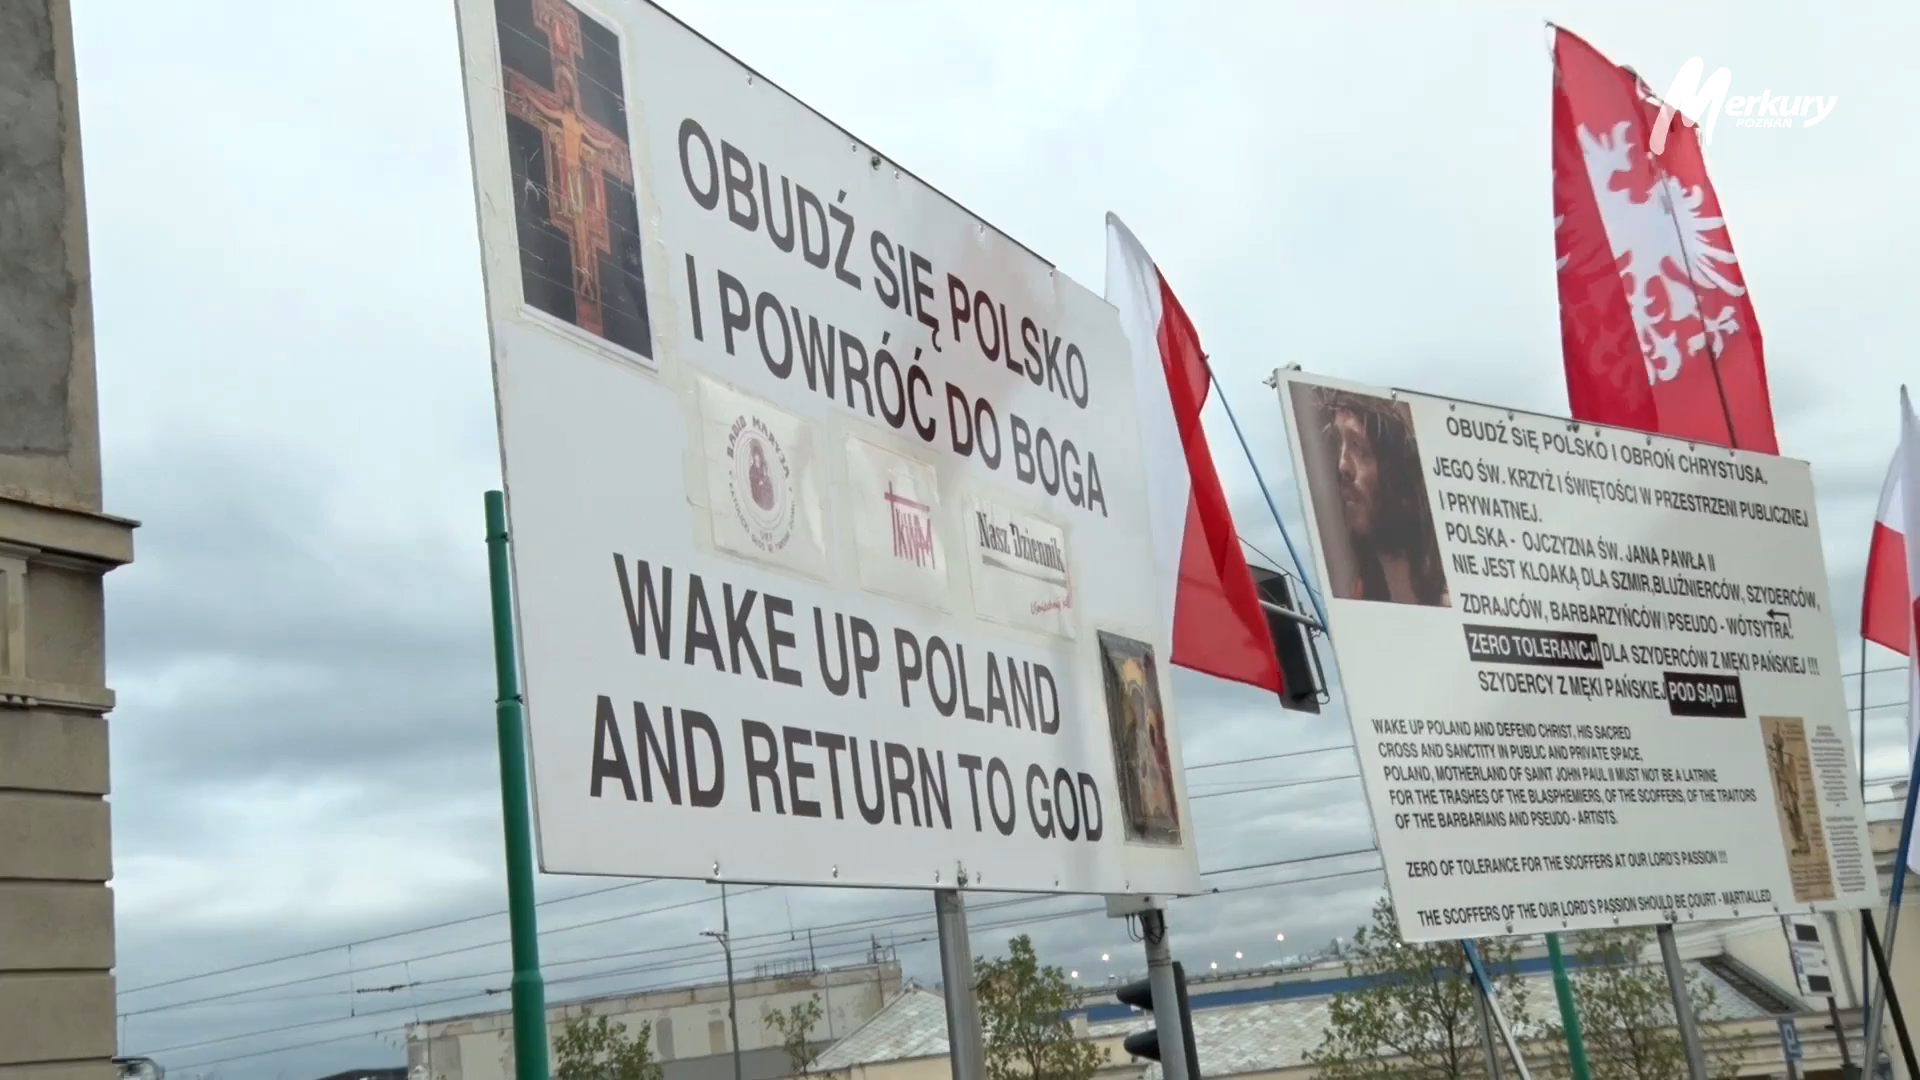 Merkury
POZNAŃ
OBUDŹ SIĘ POLSKO
I POWRÓĆ DO BOGA
RADIO MARYJA
TRWAM
Nasz Dziennik
WAKE UP POLAND
AND RETURN TO GOD
OBUDŹ SIĘ POLSKO I OBROŃ CHRYSTUSA.
JEGO ŚW. KRZYŻ I ŚWIĘTOŚCI W PRZESTRZENI PUBLICZNEJ
I PRYWATNEJ.
POLSKA - OJCZYZNA ŚW. JANA PAWŁA II
NIE JEST KLOAKĄ DLA SZMIR,BLUŹNIERCÓW, SZYDERCÓW,
ZDRAJCÓW, BARBARZYŃCÓW I PSEUDO - WÓTSYTRA.
ZERO TOLERANCJI DLA SZYDERCÓW Z MĘKI PAŃSKIEJ !!!
SZYDERCY Z MĘKI PAŃSKIEJ POD SĄD !!!
WAKE UP POLAND AND DEFEND CHRIST, HIS SACRED
CROSS AND SANCTITY IN PUBLIC AND PRIVATE SPACE,
POLAND, MOTHERLAND OF SAINT JOHN PAUL II MUST NOT BE A LATRINE
FOR THE TRASHES OF THE BLASPHEMIERS, OF THE SCOFFERS, OF THE TRAITORS
OF THE BARBARIANS AND PSEUDO - ARTISTS.
ZERO OF TOLERANCE FOR THE SCOFFERS AT OUR LORD'S PASSION !!!
THE SCOFFERS OF THE OUR LORD'S PASSION SHOULD BE COURT - MARTIALLED